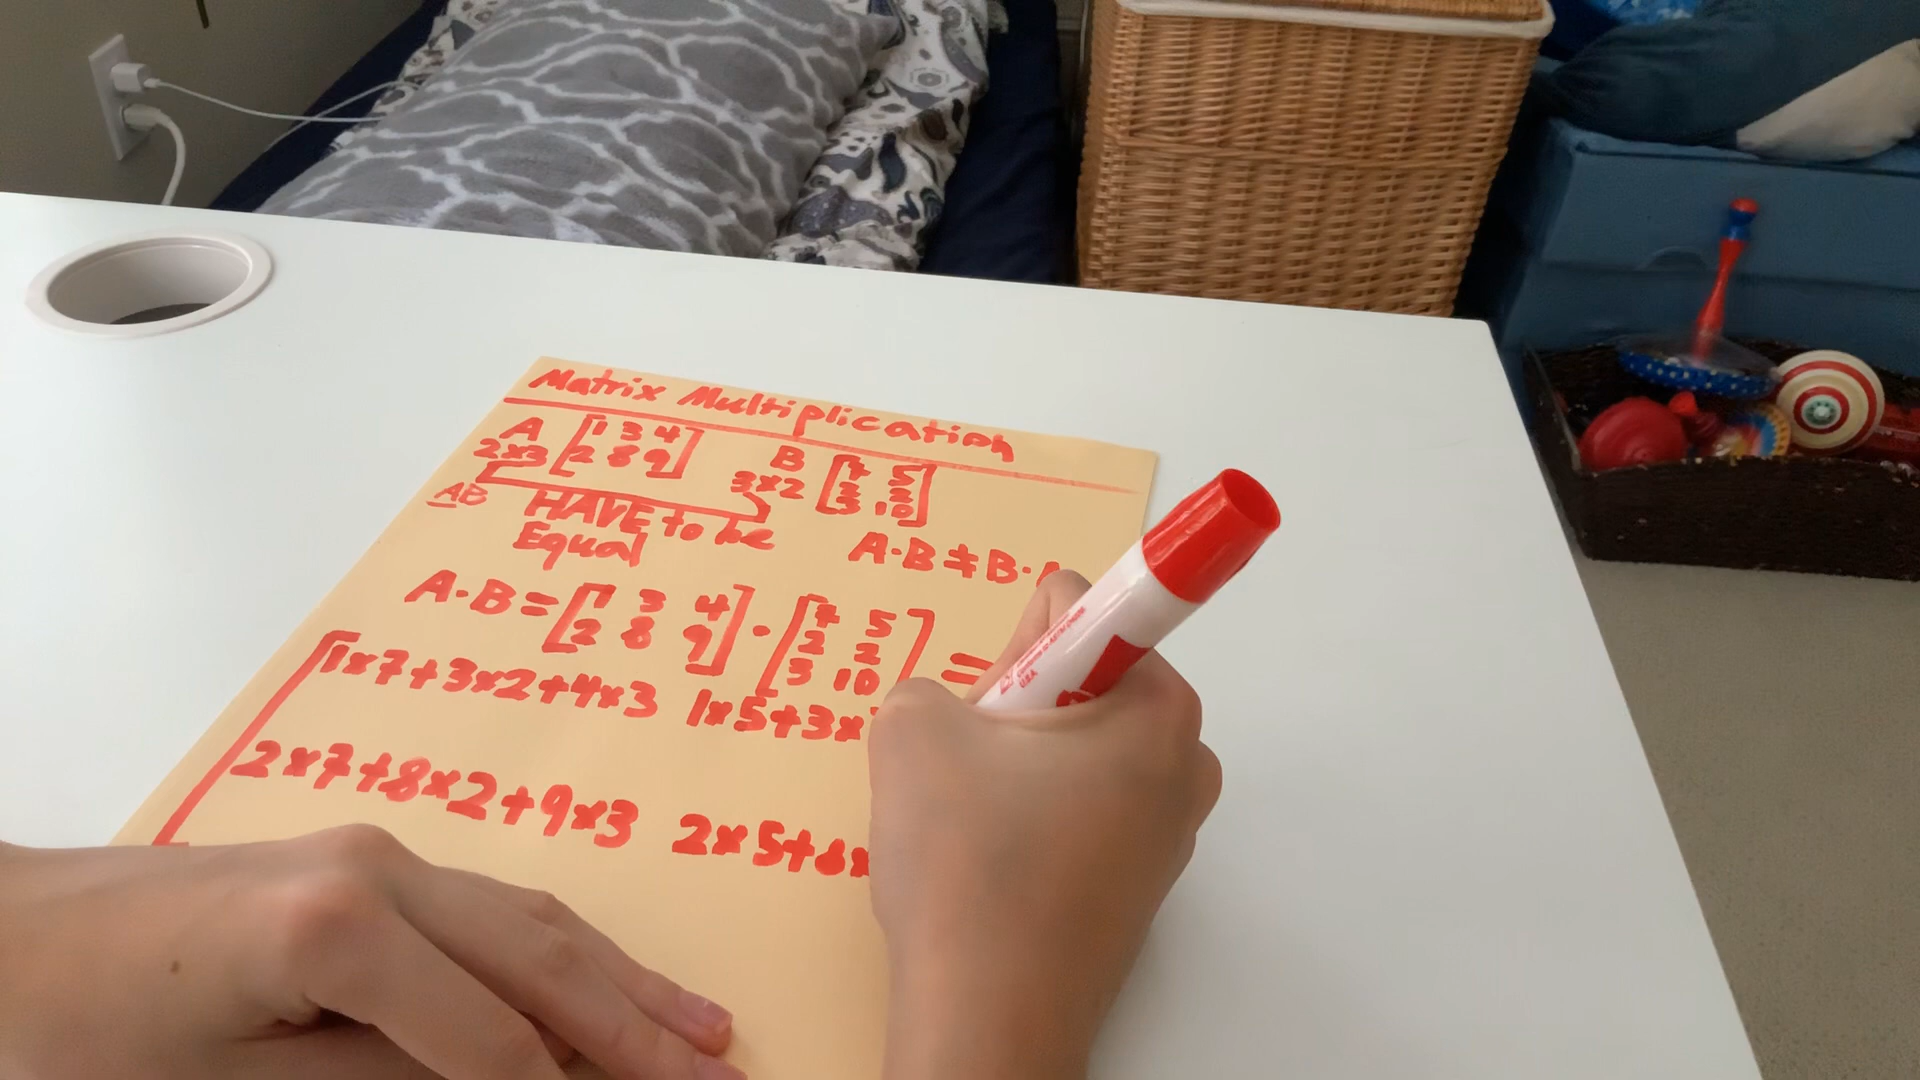 Matrix Multiplication
A [1 3 4 B [7 5
2x3 2 8 9] 3x2 2 2
3 10]
AB HAVE to be
Equal A·B ≠ B·
A·B = [1 3 4 · [7 5 =
2 8 9] 2 2
3 10]
[1x7+3x2+4x3 1x5+3x
2x7+8x2+9x3 2x5+8x
USA